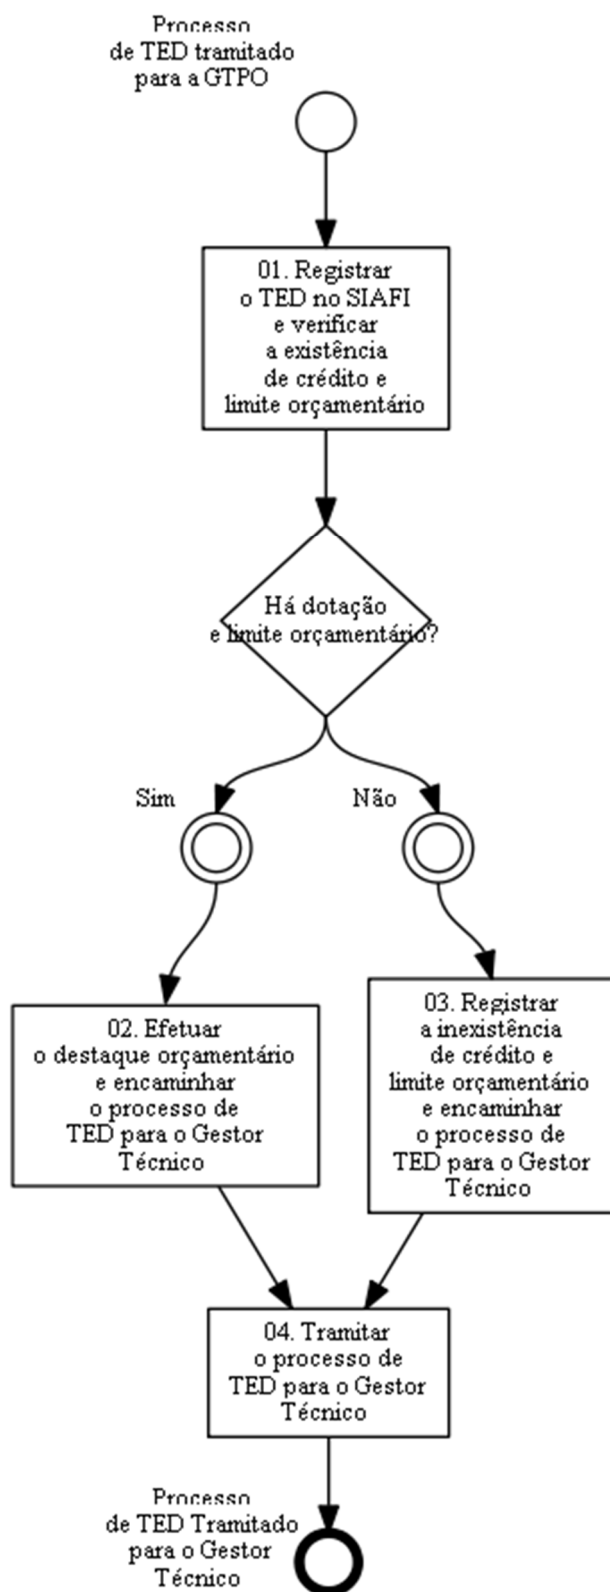 Processo
de TED tramitado
para a GTPO
01. Registrar
o TED no SIAFI
e verificar
a existência
de crédito e
limite orçamentário
Há dotação
e limite orçamentário?
Sim
Não
02. Efetuar
o destaque orçamentário
e encaminhar
o processo de
TED para o Gestor
Técnico
03. Registrar
a inexistência
de crédito e
limite orçamentário
e encaminhar
o processo de
TED para o Gestor
Técnico
04. Tramitar
o processo de
TED para o Gestor
Técnico
Processo
de TED Tramitado
para o Gestor
Técnico